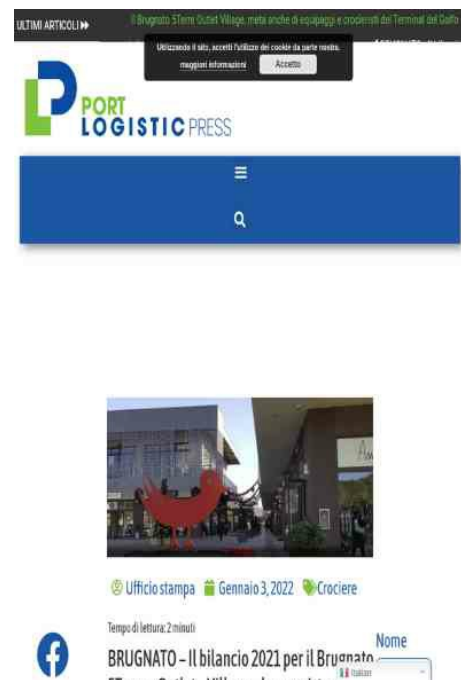 ULTIMI ARTICOLI
Il Brugnato 5Terre Outlet Village, meta anche di equipaggi e crocieristi dei Terminal del Golfo
Utilizzando il sito, accetti l'utilizzo dei cookie da parte nostra.
maggiori informazioni Accetto
PORT
LOGISTIC PRESS
Ufficio stampa Gennaio 3, 2022 Crociere
Tempo di lettura: 2 minuti
Nome
BRUGNATO – Il bilancio 2021 per il Brugnato
Italian